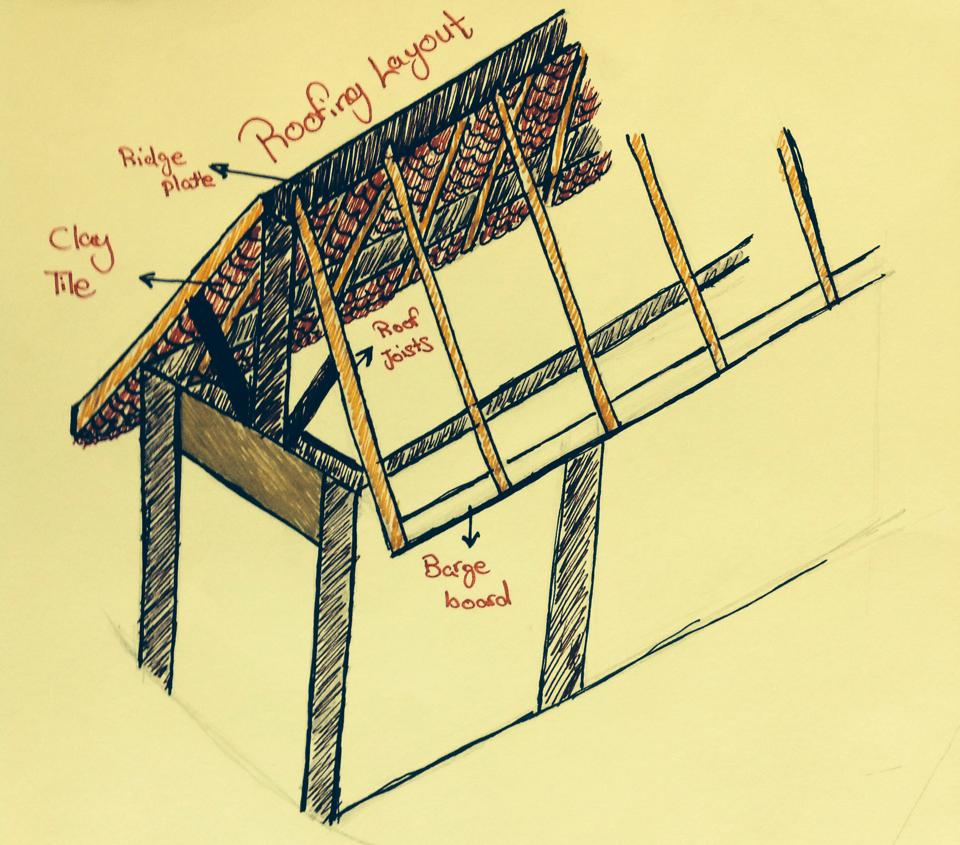 Roofing Layout
Ridge
Plate
Clay
Tile
Roof
Joists
Barge
board